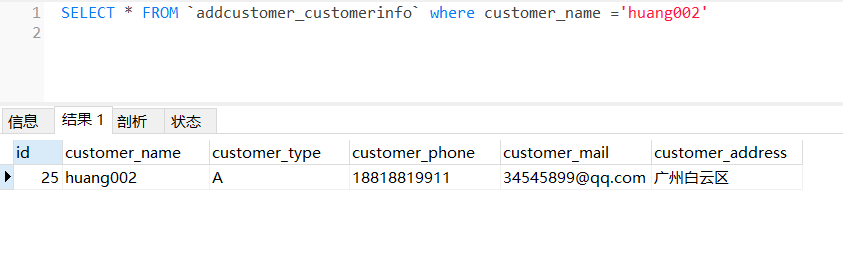 1 SELECT * FROM `addcustomer_customerinfo` where customer_name ='huang002'
2
信息 结果 1 剖析 状态
id customer_name customer_type customer_phone customer_mail customer_address
25 huang002 A 18818819911 34545899@qq.com 广州白云区